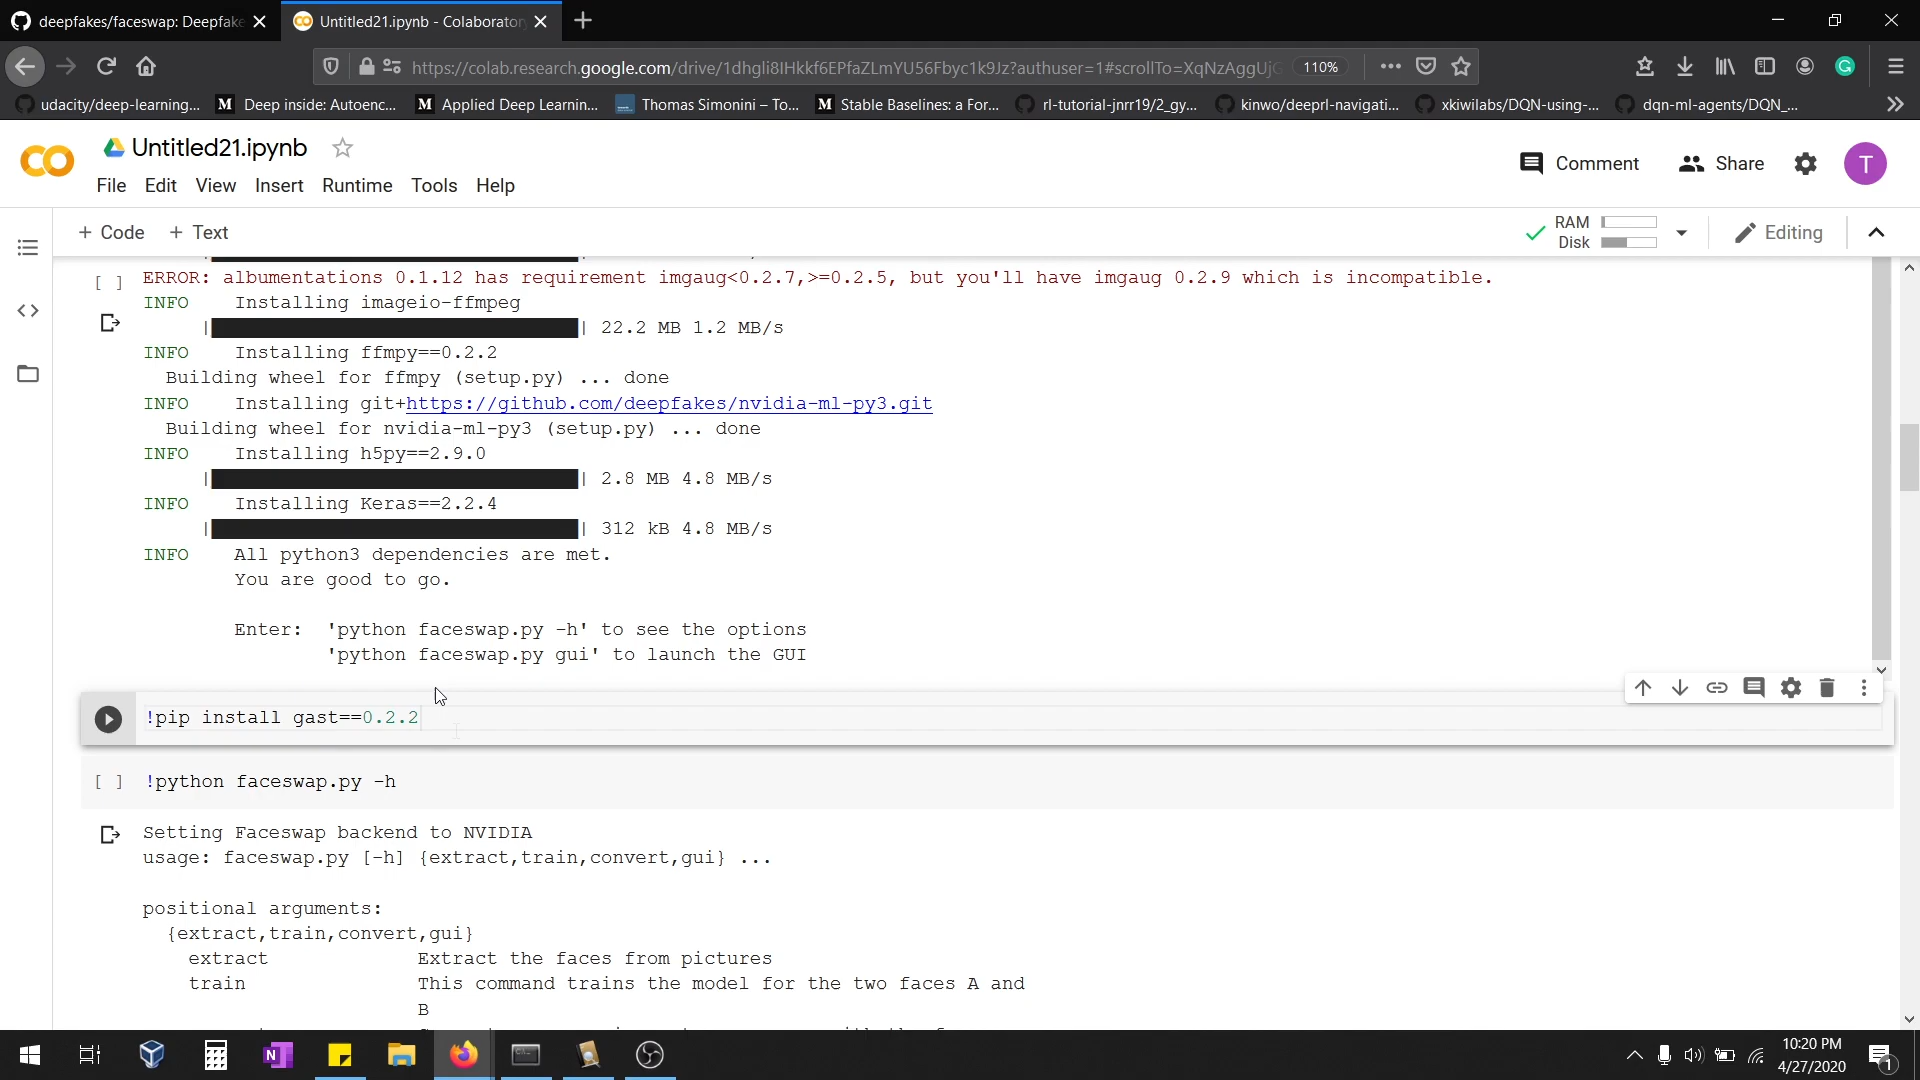 deepfakes/faceswap: Deepfake
Untitled21.ipynb - Colaborator
https://colab.research.google.com/drive/1dhgli8IHkkf6EPfaZLmYU56Fbyc1k9Jz?authuser=1#scrollTo=XqNzAggUjG
110%
udacity/deep-learning...
Deep inside: Autoenc...
Applied Deep Learnin...
Thomas Simonini – To...
Stable Baselines: a For...
rl-tutorial-jnrr19/2_gy...
kinwo/deeprl-navigati...
xkiwilabs/DQN-using-...
dqn-ml-agents/DQN_...
Untitled21.ipynb
Comment
Share
T
File Edit View Insert Runtime Tools Help
+ Code + Text
RAM
Disk
Editing
[ ] ERROR: albumentations 0.1.12 has requirement imgaug<0.2.7,>=0.2.5, but you'll have imgaug 0.2.9 which is incompatible.
INFO Installing imageio-ffmpeg
| | 22.2 MB 1.2 MB/s
INFO Installing ffmpy==0.2.2
Building wheel for ffmpy (setup.py) ... done
INFO Installing git+https://github.com/deepfakes/nvidia-ml-py3.git
Building wheel for nvidia-ml-py3 (setup.py) ... done
INFO Installing h5py==2.9.0
| | 2.8 MB 4.8 MB/s
INFO Installing Keras==2.2.4
| | 312 kB 4.8 MB/s
INFO All python3 dependencies are met.
You are good to go.
Enter: 'python faceswap.py -h' to see the options
'python faceswap.py gui' to launch the GUI
!pip install gast==0.2.2
[ ] !python faceswap.py -h
Setting Faceswap backend to NVIDIA
usage: faceswap.py [-h] {extract,train,convert,gui} ...
positional arguments:
{extract,train,convert,gui}
extract Extract the faces from pictures
train This command trains the model for the two faces A and
B
10:20 PM
4/27/2020
1